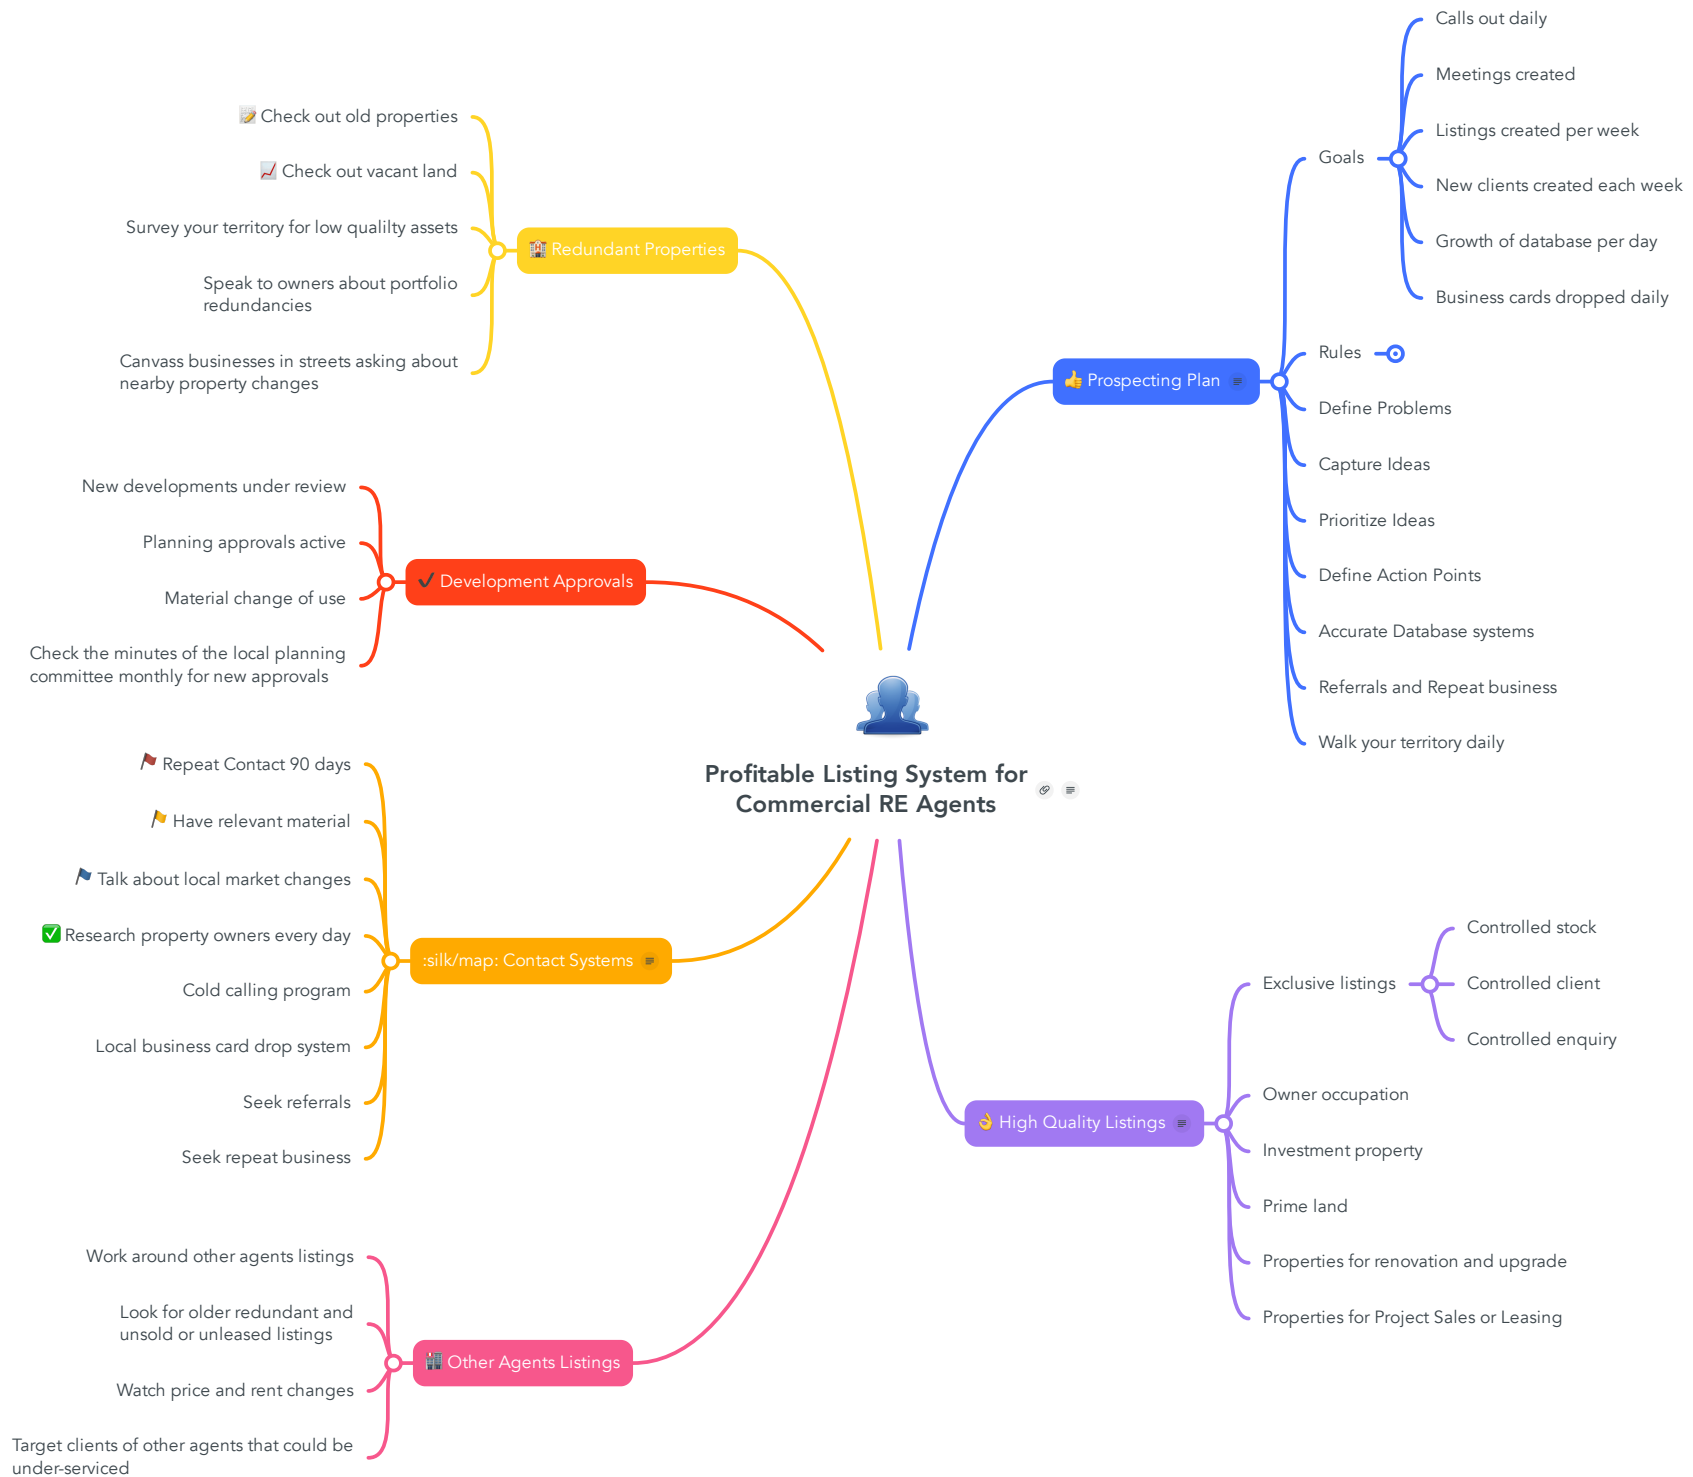 Profitable Listing System for
Commercial RE Agents
Prospecting Plan
Goals
Calls out daily
Meetings created
Listings created per week
New clients created each week
Growth of database per day
Business cards dropped daily
Rules
Define Problems
Capture Ideas
Prioritize Ideas
Define Action Points
Accurate Database systems
Referrals and Repeat business
Walk your territory daily
High Quality Listings
Exclusive listings
Controlled stock
Controlled client
Controlled enquiry
Owner occupation
Investment property
Prime land
Properties for renovation and upgrade
Properties for Project Sales or Leasing
Redundant Properties
Check out old properties
Check out vacant land
Survey your territory for low qualilty assets
Speak to owners about portfolio
redundancies
Canvass businesses in streets asking about
nearby property changes
Development Approvals
New developments under review
Planning approvals active
Material change of use
Check the minutes of the local planning
committee monthly for new approvals
:silk/map: Contact Systems
Repeat Contact 90 days
Have relevant material
Talk about local market changes
Research property owners every day
Cold calling program
Local business card drop system
Seek referrals
Seek repeat business
Other Agents Listings
Work around other agents listings
Look for older redundant and
unsold or unleased listings
Watch price and rent changes
Target clients of other agents that could be
under-serviced